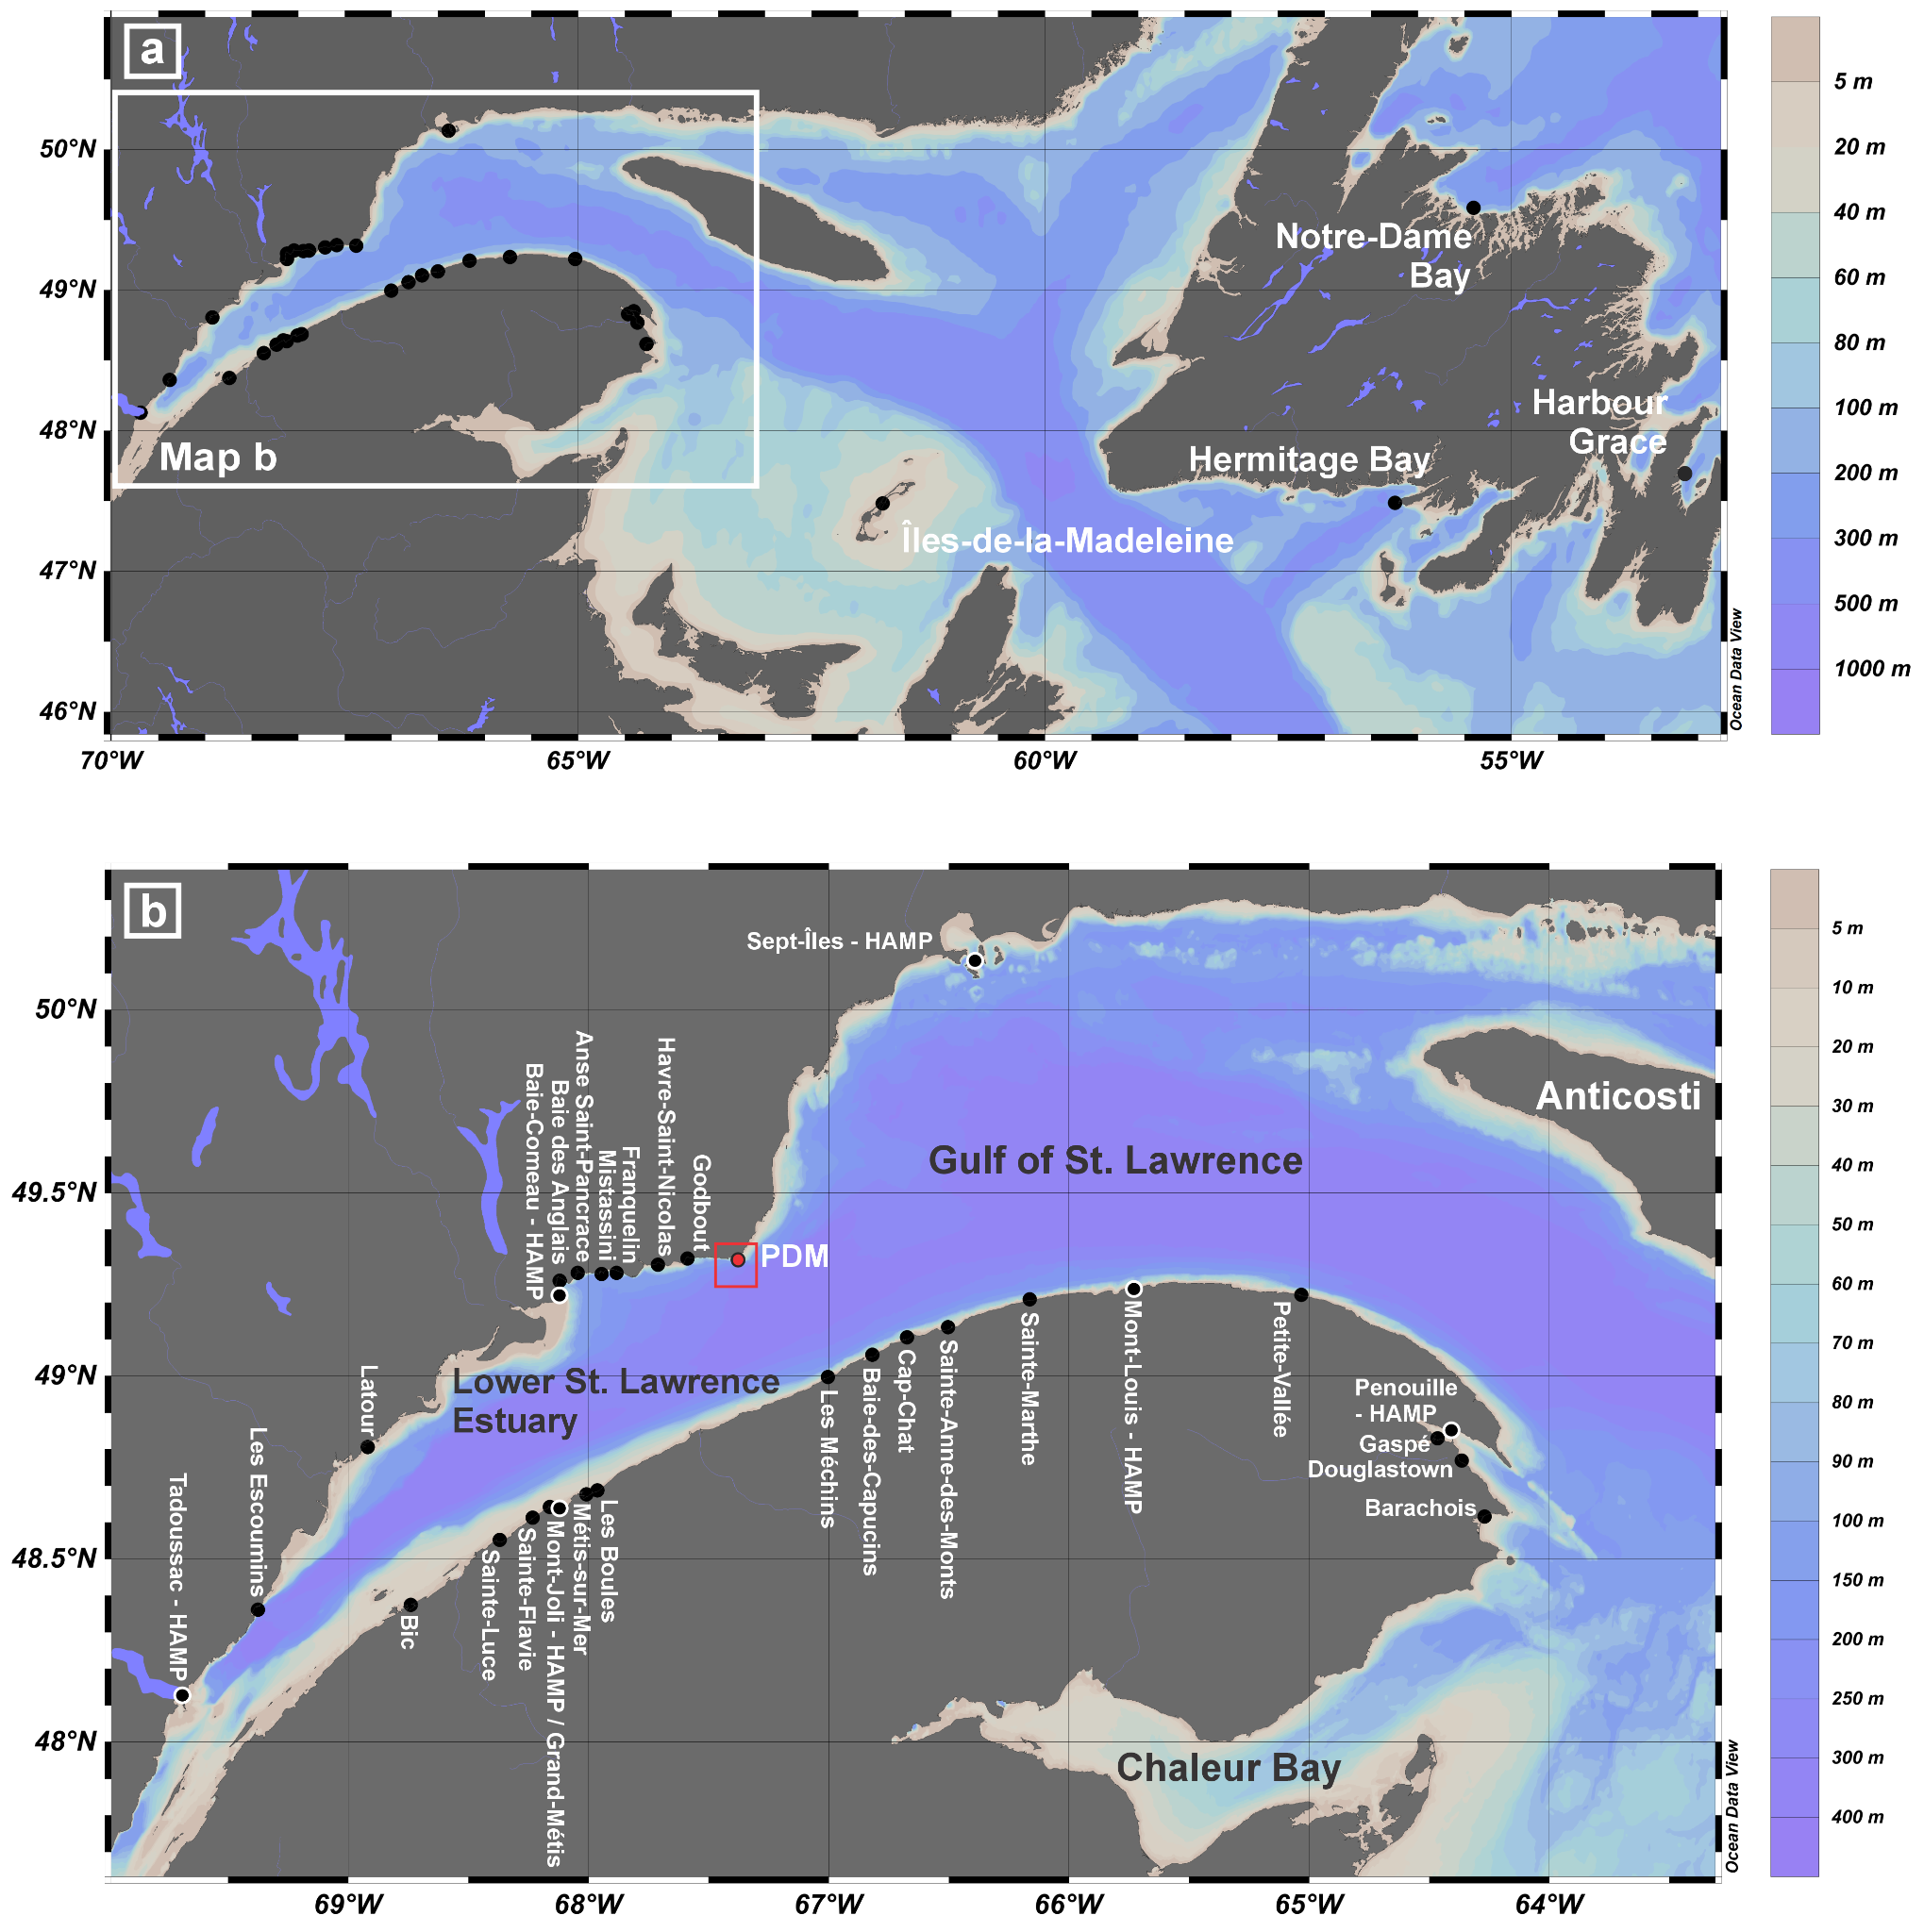 a
5 m
20 m
40 m
60 m
80 m
100 m
200 m
300 m
500 m
1000 m
50°N
49°N
48°N
47°N
46°N
70°W
65°W
60°W
55°W
Notre-Dame
Bay
Harbour
Grace
Hermitage Bay
Îles-de-la-Madeleine
Map b
Ocean Data View
b
5 m
10 m
20 m
30 m
40 m
50 m
60 m
70 m
80 m
90 m
100 m
150 m
200 m
250 m
300 m
400 m
50°N
49.5°N
49°N
48.5°N
48°N
69°W
68°W
67°W
66°W
65°W
64°W
Sept-Îles - HAMP
Anticosti
Gulf of St. Lawrence
Baie-Comeau - HAMP
Baie des Anglais
Anse Saint-Pancrace
Mistassini
Franquelin
Havre-Saint-Nicolas
Godbout
PDM
Lower St. Lawrence
Estuary
Latour
Les Escoumins
Tadoussac - HAMP
Bic
Sainte-Luce
Sainte-Flavie
Mont-Joli - HAMP / Grand-Métis
Métis-sur-Mer
Les Boules
Les Méchins
Baie-des-Capucins
Cap-Chat
Sainte-Anne-des-Monts
Sainte-Marthe
Mont-Louis - HAMP
Petite-Vallée
Penouille
- HAMP
Gaspé
Douglastown
Barachois
Chaleur Bay
Ocean Data View